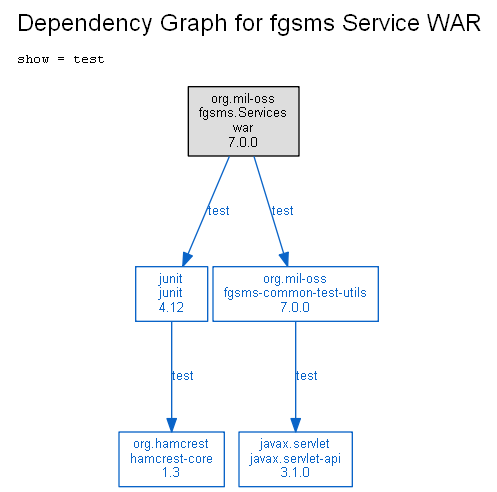 Dependency Graph for fgsms Service WAR
show = test
org.mil-oss
fgsms.Services
war
7.0.0
test
test
junit
junit
4.12
org.mil-oss
fgsms-common-test-utils
7.0.0
test
test
org.hamcrest
hamcrest-core
1.3
javax.servlet
javax.servlet-api
3.1.0